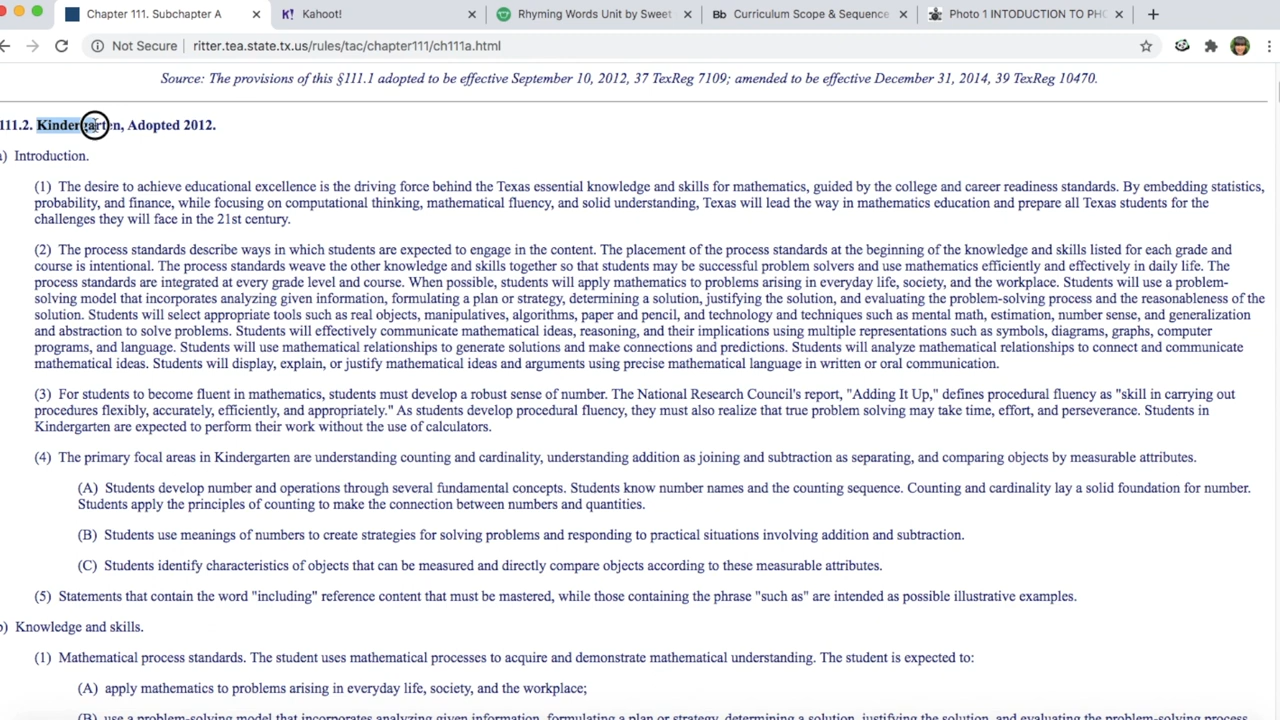 Chapter 111. Subchapter A
Kahoot!
Rhyming Words Unit by Sweet
Bb Curriculum Scope & Sequence
Photo 1 INTODUCTION TO PHO
Not Secure ritter.tea.state.tx.us/rules/tac/chapter111/ch111a.html
Source: The provisions of this §111.1 adopted to be effective September 10, 2012, 37 TexReg 7109; amended to be effective December 31, 2014, 39 TexReg 10470.
111.2. Kindergarten, Adopted 2012.
) Introduction.
(1) The desire to achieve educational excellence is the driving force behind the Texas essential knowledge and skills for mathematics, guided by the college and career readiness standards. By embedding statistics,
probability, and finance, while focusing on computational thinking, mathematical fluency, and solid understanding, Texas will lead the way in mathematics education and prepare all Texas students for the
challenges they will face in the 21st century.
(2) The process standards describe ways in which students are expected to engage in the content. The placement of the process standards at the beginning of the knowledge and skills listed for each grade and
course is intentional. The process standards weave the other knowledge and skills together so that students may be successful problem solvers and use mathematics efficiently and effectively in daily life. The
process standards are integrated at every grade level and course. When possible, students will apply mathematics to problems arising in everyday life, society, and the workplace. Students will use a problem-
solving model that incorporates analyzing given information, formulating a plan or strategy, determining a solution, justifying the solution, and evaluating the problem-solving process and the reasonableness of the
solution. Students will select appropriate tools such as real objects, manipulatives, algorithms, paper and pencil, and technology and techniques such as mental math, estimation, number sense, and generalization
and abstraction to solve problems. Students will effectively communicate mathematical ideas, reasoning, and their implications using multiple representations such as symbols, diagrams, graphs, computer
programs, and language. Students will use mathematical relationships to generate solutions and make connections and predictions. Students will analyze mathematical relationships to connect and communicate
mathematical ideas. Students will display, explain, or justify mathematical ideas and arguments using precise mathematical language in written or oral communication.
(3) For students to become fluent in mathematics, students must develop a robust sense of number. The National Research Council's report, "Adding It Up," defines procedural fluency as "skill in carrying out
procedures flexibly, accurately, efficiently, and appropriately." As students develop procedural fluency, they must also realize that true problem solving may take time, effort, and perseverance. Students in
Kindergarten are expected to perform their work without the use of calculators.
(4) The primary focal areas in Kindergarten are understanding counting and cardinality, understanding addition as joining and subtraction as separating, and comparing objects by measurable attributes.
(A) Students develop number and operations through several fundamental concepts. Students know number names and the counting sequence. Counting and cardinality lay a solid foundation for number.
Students apply the principles of counting to make the connection between numbers and quantities.
(B) Students use meanings of numbers to create strategies for solving problems and responding to practical situations involving addition and subtraction.
(C) Students identify characteristics of objects that can be measured and directly compare objects according to these measurable attributes.
(5) Statements that contain the word "including" reference content that must be mastered, while those containing the phrase "such as" are intended as possible illustrative examples.
) Knowledge and skills.
(1) Mathematical process standards. The student uses mathematical processes to acquire and demonstrate mathematical understanding. The student is expected to:
(A) apply mathematics to problems arising in everyday life, society, and the workplace;
(B) use a problem-solving model that incorporates analyzing given information, formulating a plan or strategy, determining a solution, justifying the solution, and evaluating the problem-solving process